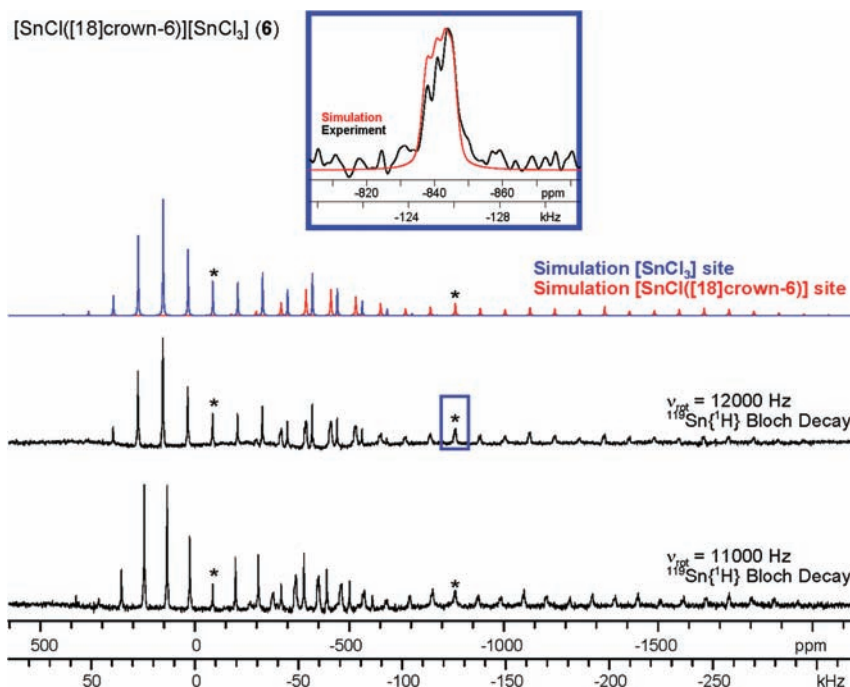 [SnCl([18]crown-6)][SnCl₃] (6)
Simulation
Experiment
-820 -840 -860 ppm
-124 -128 kHz
Simulation [SnCl₃] site
Simulation [SnCl([18]crown-6)] site
*
*
ν_rot = 12000 Hz
¹¹⁹Sn{¹H} Bloch Decay
*
*
ν_rot = 11000 Hz
¹¹⁹Sn{¹H} Bloch Decay
*
*
500 0 -500 -1000 -1500 ppm
50 0 -50 -100 -150 -200 -250 kHz